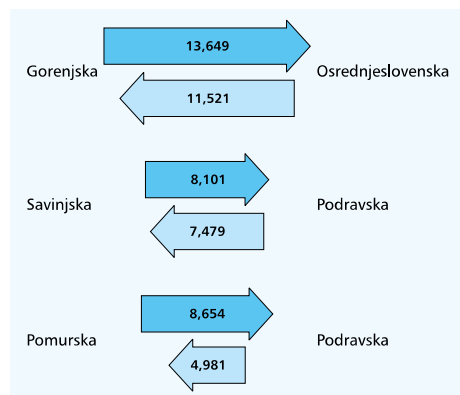 13,649
Gorenjska
Osrednjeslovenska
11,521
8,101
Savinjska
Podravska
7,479
8,654
Pomurska
Podravska
4,981